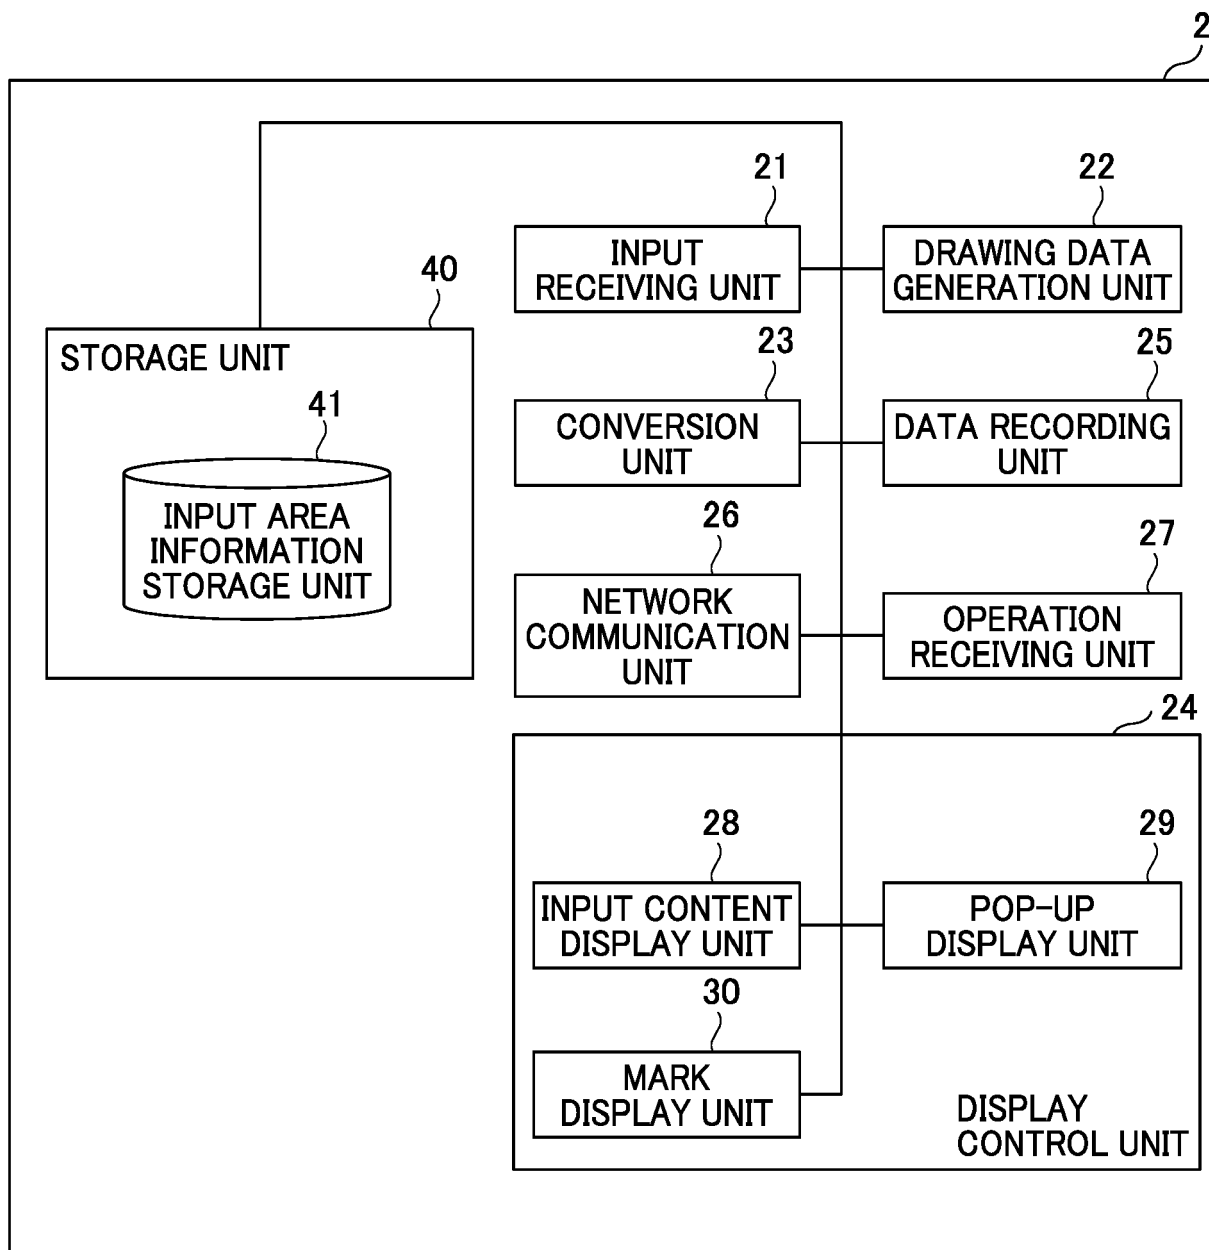 2
21
22
INPUT
RECEIVING UNIT
DRAWING DATA
GENERATION UNIT
40
STORAGE UNIT
23
25
CONVERSION
UNIT
DATA RECORDING
UNIT
41
INPUT AREA
INFORMATION
STORAGE UNIT
26
27
NETWORK
COMMUNICATION
UNIT
OPERATION
RECEIVING UNIT
24
28
29
INPUT CONTENT
DISPLAY UNIT
POP-UP
DISPLAY UNIT
30
MARK
DISPLAY UNIT
DISPLAY
CONTROL UNIT